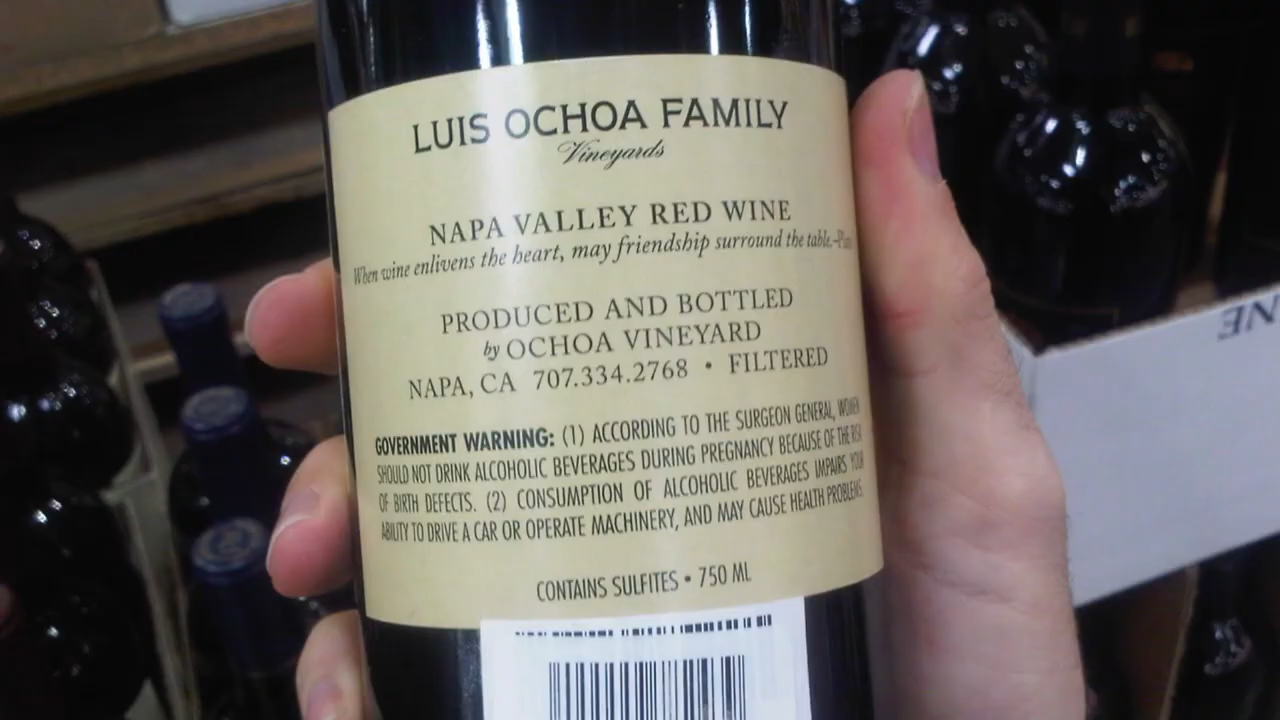 LUIS OCHOA FAMILY
Vineyards
NAPA VALLEY RED WINE
When wine enlivens the heart, may friendship surround the table.
PRODUCED AND BOTTLED
by OCHOA VINEYARD
NAPA, CA 707.334.2768 • FILTERED
GOVERNMENT WARNING: (1) ACCORDING TO THE SURGEON GENERAL, WOMEN
SHOULD NOT DRINK ALCOHOLIC BEVERAGES DURING PREGNANCY BECAUSE OF THE RISK
OF BIRTH DEFECTS. (2) CONSUMPTION OF ALCOHOLIC BEVERAGES IMPAIRS YOUR
ABILITY TO DRIVE A CAR OR OPERATE MACHINERY, AND MAY CAUSE HEALTH PROBLEMS.
CONTAINS SULFITES • 750 ML